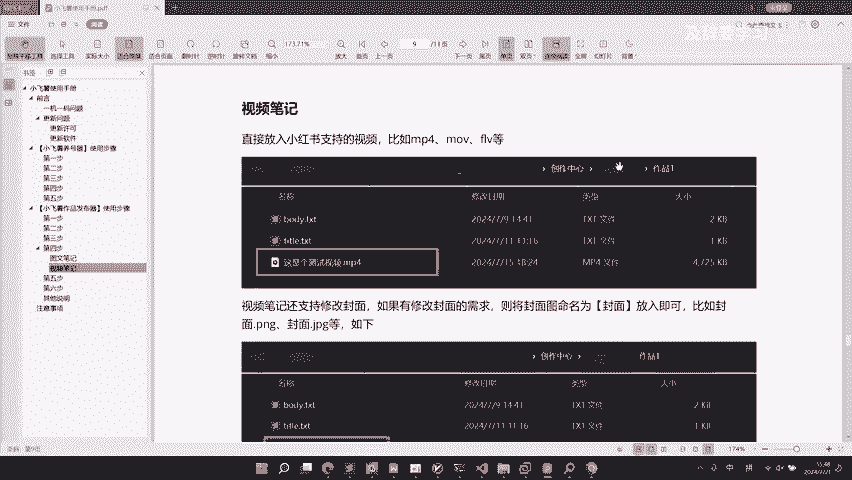 小飞薯使用手册.pdf
文件
阅读
选择工具
实际大小
适合宽度
适合页面
顺时针
逆时针
旋转文档
缩小
173.71%
放大
首页
上一页
9 /11页
下一页
尾页
单页
双页
连续阅读
全屏
幻灯片
背景
书签
小飞薯使用手册
前言
一机一码问题
更新问题
更新许可
更新软件
【小飞薯养号器】使用步骤
第一步
第二步
第三步
第四步
第五步
【小飞薯作品发布器】使用步骤
第一步
第二步
第三步
第四步
图文笔记
视频笔记
第五步
第六步
其他说明
注意事项
视频笔记
直接放入小红书支持的视频，比如mp4、mov、flv等
创作中心 › › 作品1
名称 修改日期 类型 大小
body.txt 2024/7/9 14:41 TXT 文件 2 KB
title.txt 2024/7/11 11:16 TXT 文件 1 KB
这是个测试视频.mp4 2024/7/15 18:24 MP4 文件 4,725 KB
视频笔记还支持修改封面，如果有修改封面的需求，则将封面图命名为【封面】放入即可，比如封
面.png、封面.jpg等，如下
› 创作中心 › 作品1
名称 修改日期 类型 大小
body.txt 2024/7/9 14:41 TXT 文件 2 KB
title.txt 2024/7/11 11:16 TXT 文件 1 KB
174%
中
拼
15:48